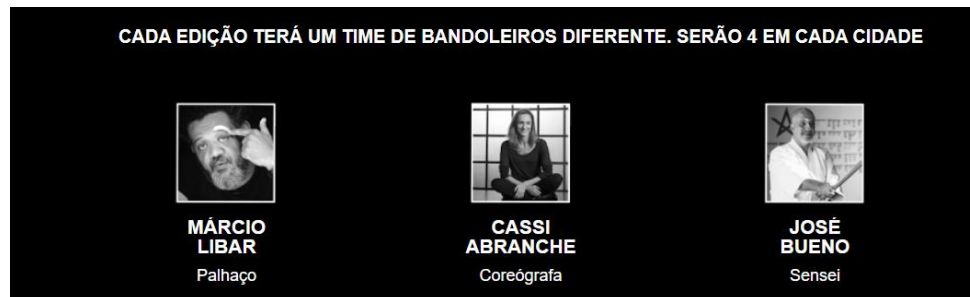 CADA EDIÇÃO TERÁ UM TIME DE BANDOLEIROS DIFERENTE. SERÃO 4 EM CADA CIDADE
MÁRCIO
LIBAR
Palhaço
CASSI
ABRANCHE
Coreógrafa
JOSÉ
BUENO
Sensei